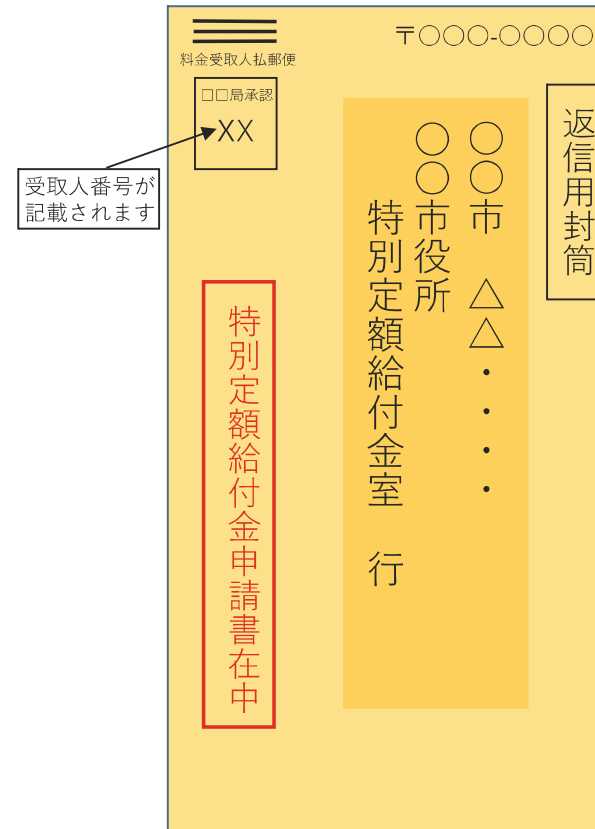 料金受取人払郵便
□□局承認
XX
受取人番号が
記載されます
〒○○○-○○○○
返信用封筒
○○市　△△・・・・
○○市役所
特別定額給付金室　行
特別定額給付金申請書在中